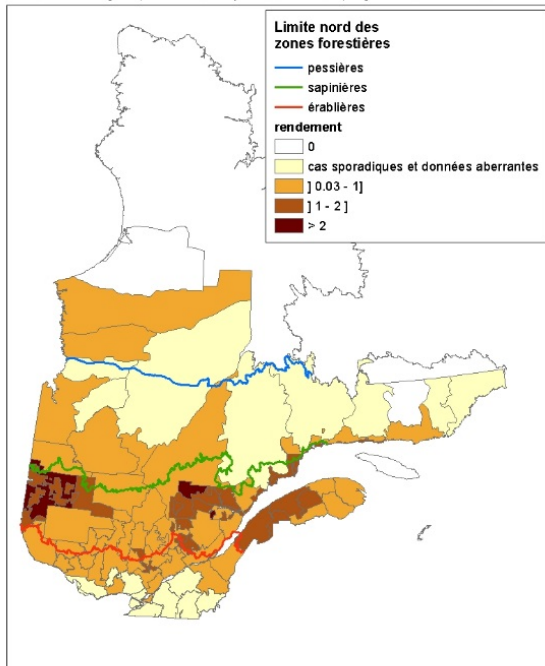 Limite nord des
zones forestières
pessières
sapinières
érablières
rendement
0
cas sporadiques et données aberrantes
] 0.03 - 1]
] 1 - 2 ]
> 2